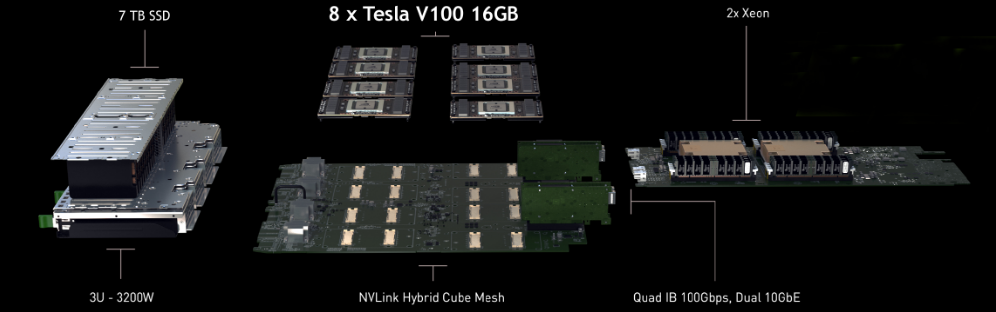 7 TB SSD
8 x Tesla V100 16GB
2x Xeon
3U - 3200W
NVLink Hybrid Cube Mesh
Quad IB 100Gbps, Dual 10GbE